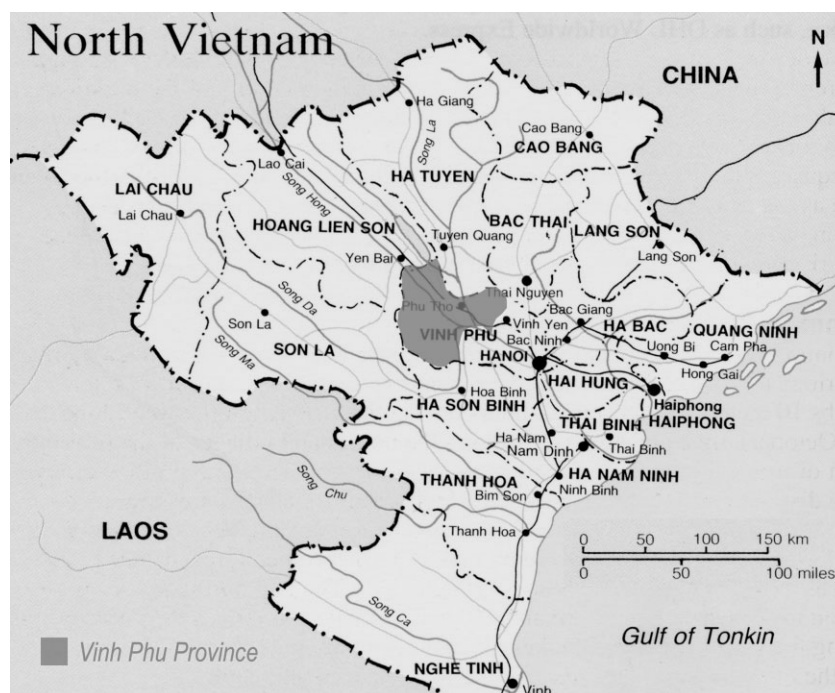 such as DHL Worldwide Express.
North Vietnam
N
CHINA
Ha Giang
Cao Bang
CAO BANG
Song La
Lao Cai
HA TUYEN
LAI CHAU
Lai Chau
Song Hong
HOANG LIEN SON
BAC THAI
LANG SON
Tuyen Quang
Lang Son
Yen Bai
Thai Nguyen
Song Da
Phu Tho
Bac Giang
Son La
VINH PHU
Vinh Yen
HA BAC
QUANG NINH
SON LA
Bac Ninh
Uong Bi
Cam Pha
Song Ma
HANOI
Hong Gai
HAI HUNG
Hoa Binh
HA SON BINH
Haiphong
HAIPHONG
THAI BINH
Ha Nam
Thai Binh
Nam Dinh
THANH HOA
HA NAM NINH
Song Chu
Bim Son
Ninh Binh
LAOS
Thanh Hoa
0 50 100 150 km
0 50 100 miles
Song Ca
Gulf of Tonkin
Vinh Phu Province
NGHE TINH
Vinh